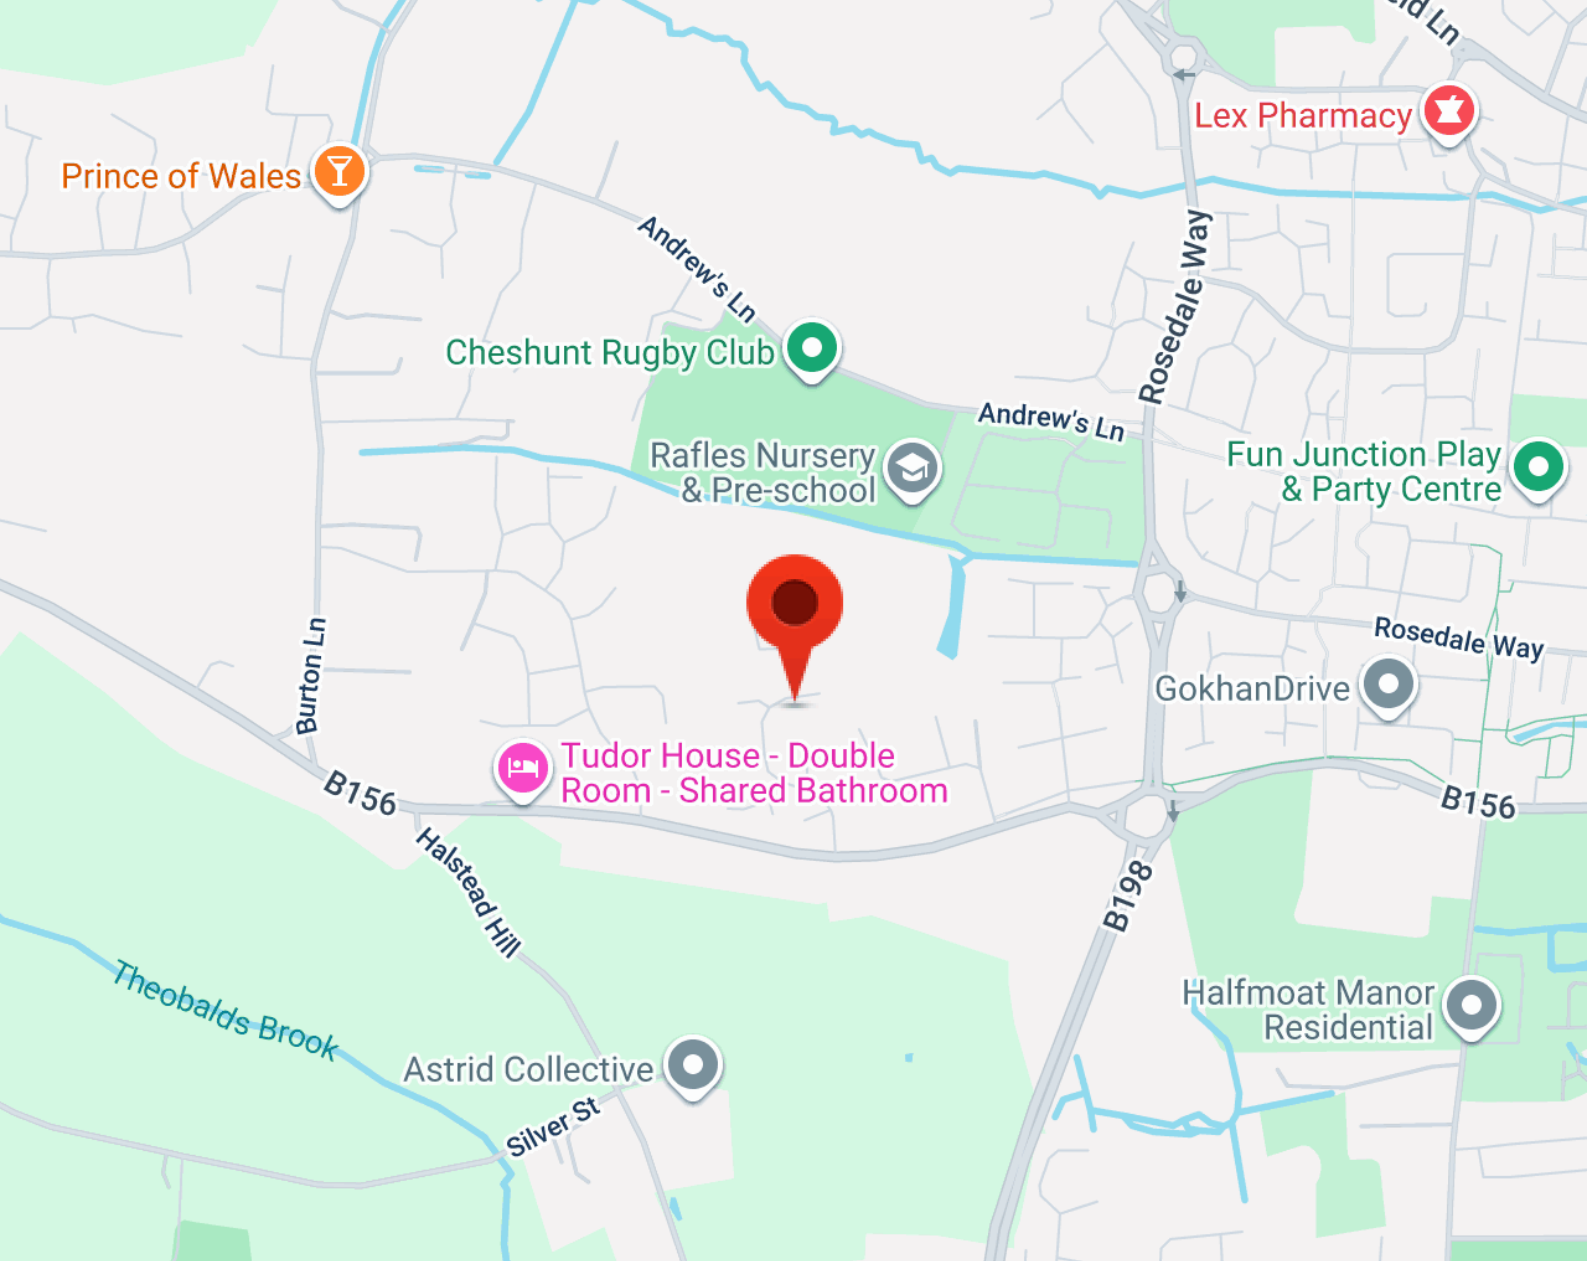 Lex Pharmacy
Prince of Wales
Andrew's Ln
Rosedale Way
Cheshunt Rugby Club
Andrew's Ln
Rafles Nursery
& Pre-school
Fun Junction Play
& Party Centre
Rosedale Way
Burton Ln
GokhanDrive
Tudor House - Double
Room - Shared Bathroom
B156
B156
Halstead Hill
B198
Theobalds Brook
Halfmoat Manor
Residential
Astrid Collective
Silver St